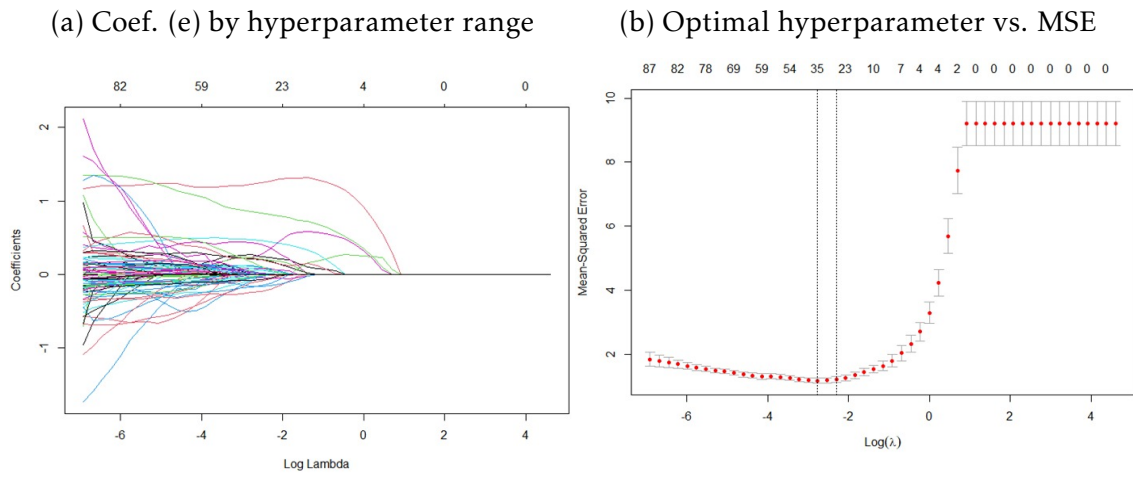 (a) Coef. (e) by hyperparameter range
82 59 23 4 0 0
2
1
0
-1
Coefficients
-6 -4 -2 0 2 4
Log Lambda
(b) Optimal hyperparameter vs. MSE
87 82 78 69 59 54 35 23 10 7 4 4 2 0 0 0 0 0 0 0 0
10
8
6
4
2
Mean-Squared Error
-6 -4 -2 0 2 4
Log(λ)